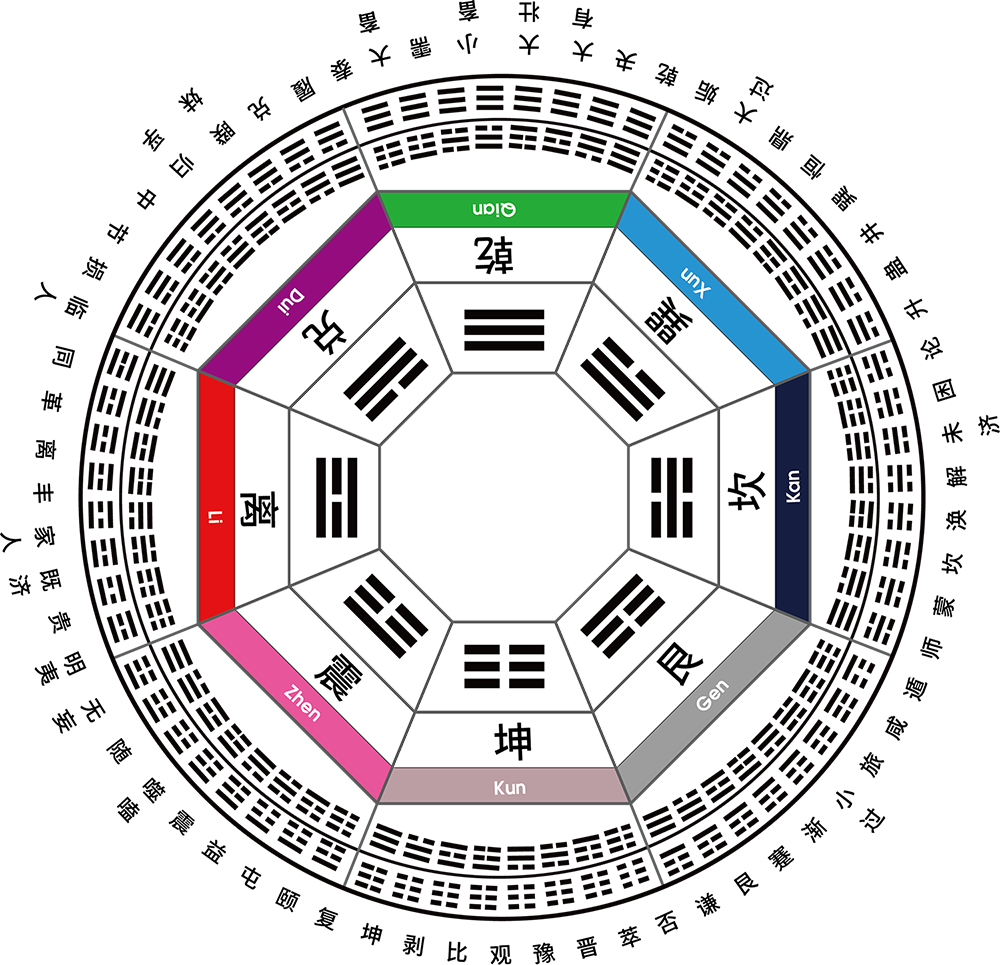 乾
姤
大过
鼎
恒
巽
井
蛊
升
论
困
未济
解
涣
坎
蒙
师
遁
咸
旅
小过
渐
蹇
艮
谦
否
萃
晋
豫
观
比
剥
坤
复
颐
屯
益
震
噬嗑
随
无妄
明夷
贵
既济
家人
丰
离
革
同人
临
损
节
中孚
归妹
睽
兑
履
泰
大畜
需
小畜
大壮
大有
夫
Qian
乾
Xun
巽
Kan
坎
Gen
艮
Kun
坤
Zhen
震
Li
离
Dui
兑